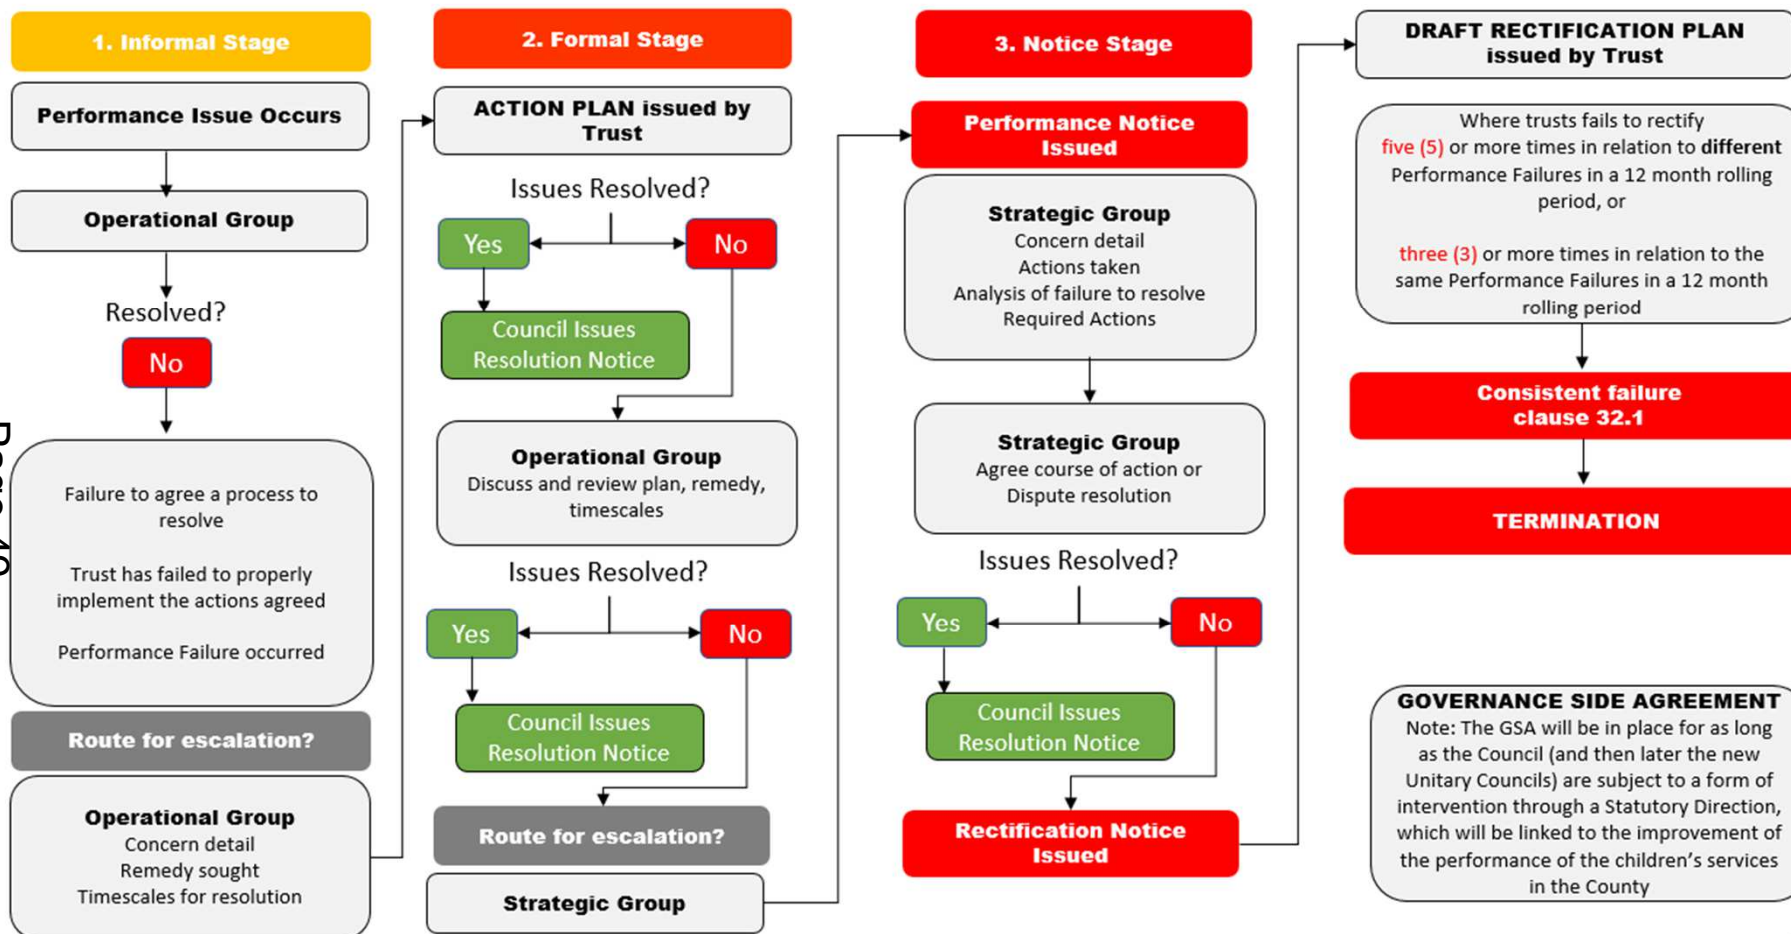 1. Informal Stage
Performance Issue Occurs
Operational Group
Resolved?
No
Failure to agree a process to
resolve
Trust has failed to properly
implement the actions agreed
Performance Failure occurred
Route for escalation?
Operational Group
Concern detail
Remedy sought
Timescales for resolution
2. Formal Stage
ACTION PLAN issued by
Trust
Issues Resolved?
Yes
No
Council Issues
Resolution Notice
Operational Group
Discuss and review plan, remedy,
timescales
Issues Resolved?
Yes
No
Council Issues
Resolution Notice
Route for escalation?
Strategic Group
3. Notice Stage
Performance Notice
Issued
Strategic Group
Concern detail
Actions taken
Analysis of failure to resolve
Required Actions
Strategic Group
Agree course of action or
Dispute resolution
Issues Resolved?
Yes
No
Council Issues
Resolution Notice
Rectification Notice
Issued
DRAFT RECTIFICATION PLAN
issued by Trust
Where trusts fails to rectify
five (5) or more times in relation to different
Performance Failures in a 12 month rolling
period, or
three (3) or more times in relation to the
same Performance Failures in a 12 month
rolling period
Consistent failure
clause 32.1
TERMINATION
GOVERNANCE SIDE AGREEMENT
Note: The GSA will be in place for as long
as the Council (and then later the new
Unitary Councils) are subject to a form of
intervention through a Statutory Direction,
which will be linked to the improvement of
the performance of the children's services
in the County